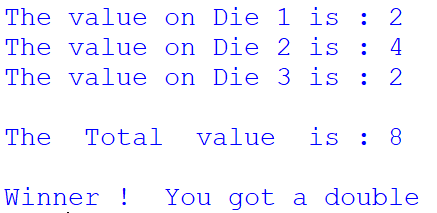 The value on Die 1 is : 2
The value on Die 2 is : 4
The value on Die 3 is : 2
The  Total  value  is : 8
Winner !  You got a double